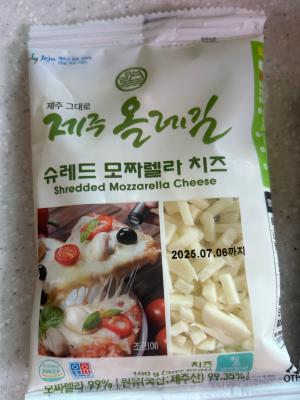 제주 그대로
제주 올레길
슈레드 모짜렐라 치즈
Shredded Mozzarella Cheese
2025.07.06까지
조리예
치즈
HACCP
100 g
모짜렐라 99% | 원유(국산:제주산) 99.35%